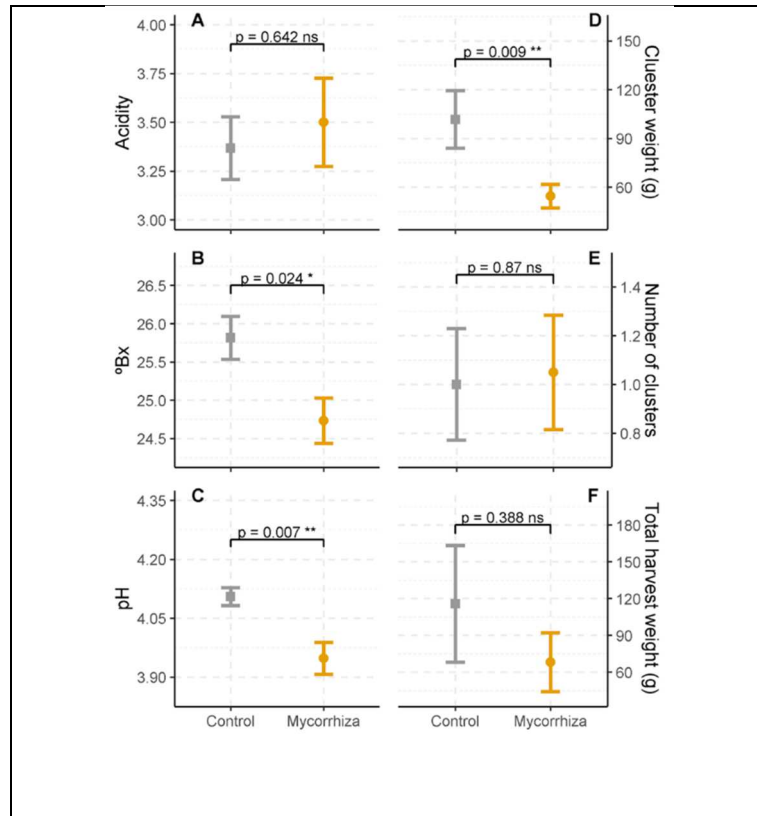 A
Acidity
4.00
3.75
3.50
3.25
3.00
p = 0.642 ns
D
Cluester weight (g)
150
120
90
60
p = 0.009 **
B
ºBx
26.5
26.0
25.5
25.0
24.5
p = 0.024 *
E
Number of clusters
1.4
1.2
1.0
0.8
p = 0.87 ns
C
pH
4.35
4.20
4.05
3.90
p = 0.007 **
Control
Mycorrhiza
F
Total harvest weight (g)
180
150
120
90
60
p = 0.388 ns
Control
Mycorrhiza